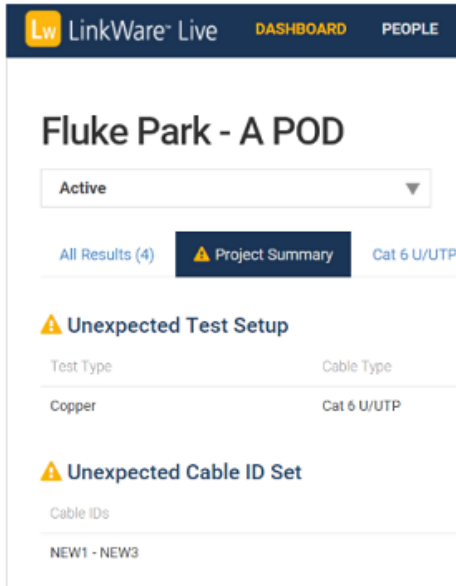 Lw LinkWare™ Live DASHBOARD PEOPLE
Fluke Park - A POD
Active
All Results (4) Project Summary Cat 6 U/UTP
Unexpected Test Setup
Test Type Cable Type
Copper Cat 6 U/UTP
Unexpected Cable ID Set
Cable IDs
NEW1 - NEW3